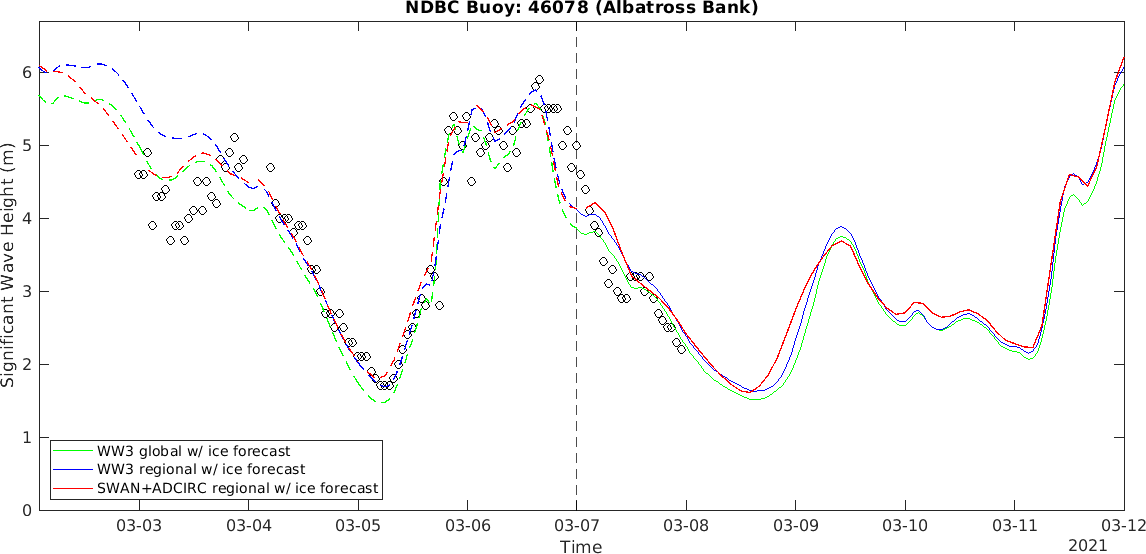 NDBC Buoy: 46078 (Albatross Bank)
Significant Wave Height (m)
6
5
4
3
2
1
0
WW3 global w/ ice forecast
WW3 regional w/ ice forecast
SWAN+ADCIRC regional w/ ice forecast
03-03 03-04 03-05 03-06 03-07 03-08 03-09 03-10 03-11 03-12
Time
2021